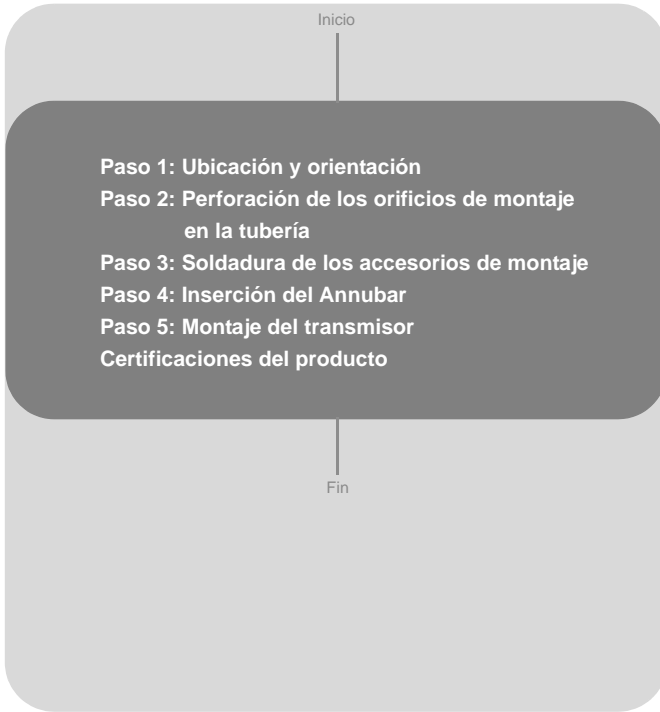 Inicio
Paso 1: Ubicación y orientación
Paso 2: Perforación de los orificios de montaje
en la tubería
Paso 3: Soldadura de los accesorios de montaje
Paso 4: Inserción del Annubar
Paso 5: Montaje del transmisor
Certificaciones del producto
Fin